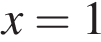 x = 1